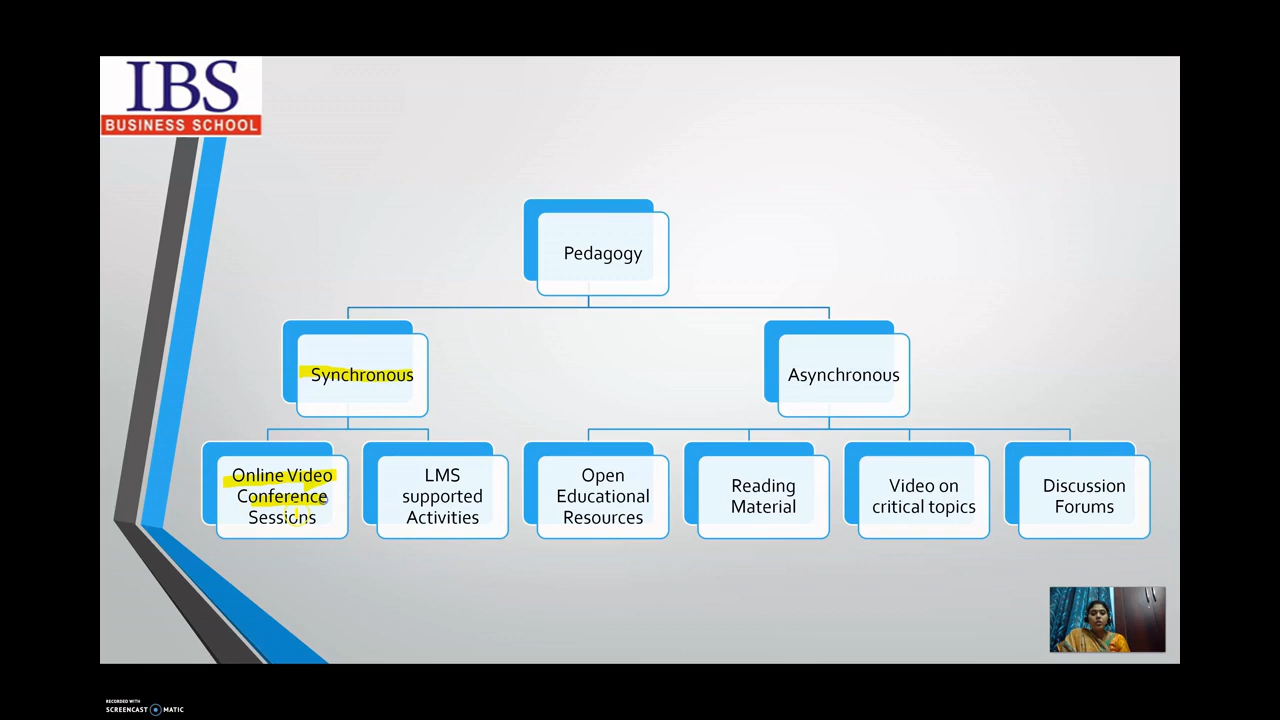 IBS
BUSINESS SCHOOL
Pedagogy
Synchronous
Asynchronous
Online Video
Conference
Sessions
LMS
supported
Activities
Open
Educational
Resources
Reading
Material
Video on
critical topics
Discussion
Forums
RECORDED WITH
SCREENCAST MATIC